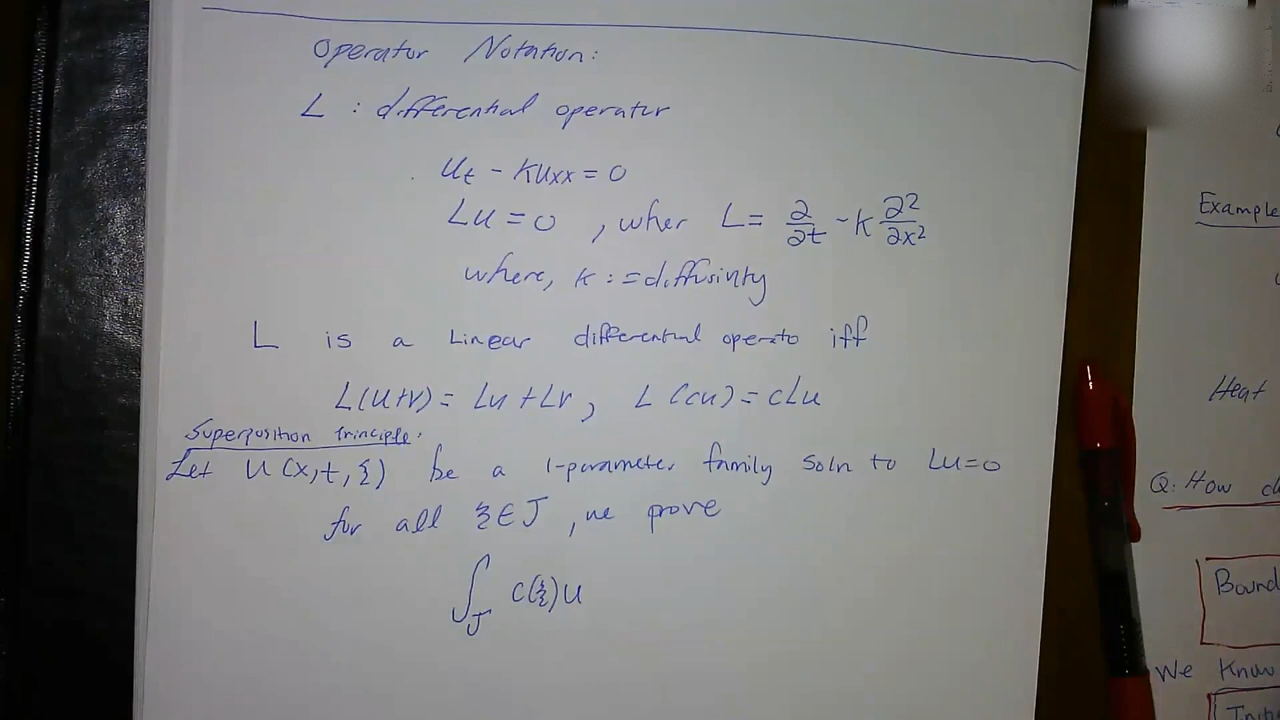 Operator Notation:
L : differential operator
u_t - Ku_xx = 0
Lu = 0 , wher L = ∂/∂t - K ∂²/∂x²
where, K := diffusivity
L is a Linear differential operato iff
L(u+v) = Lu + Lv, L(cu) = cLu
Superposition Principle:
Let u(x,t,ξ) be a 1-parameter family soln to Lu=0
for all ξ∈J , we prove
∫_J c(ξ)u
Example
Heat
Q: How
Bound
We Know